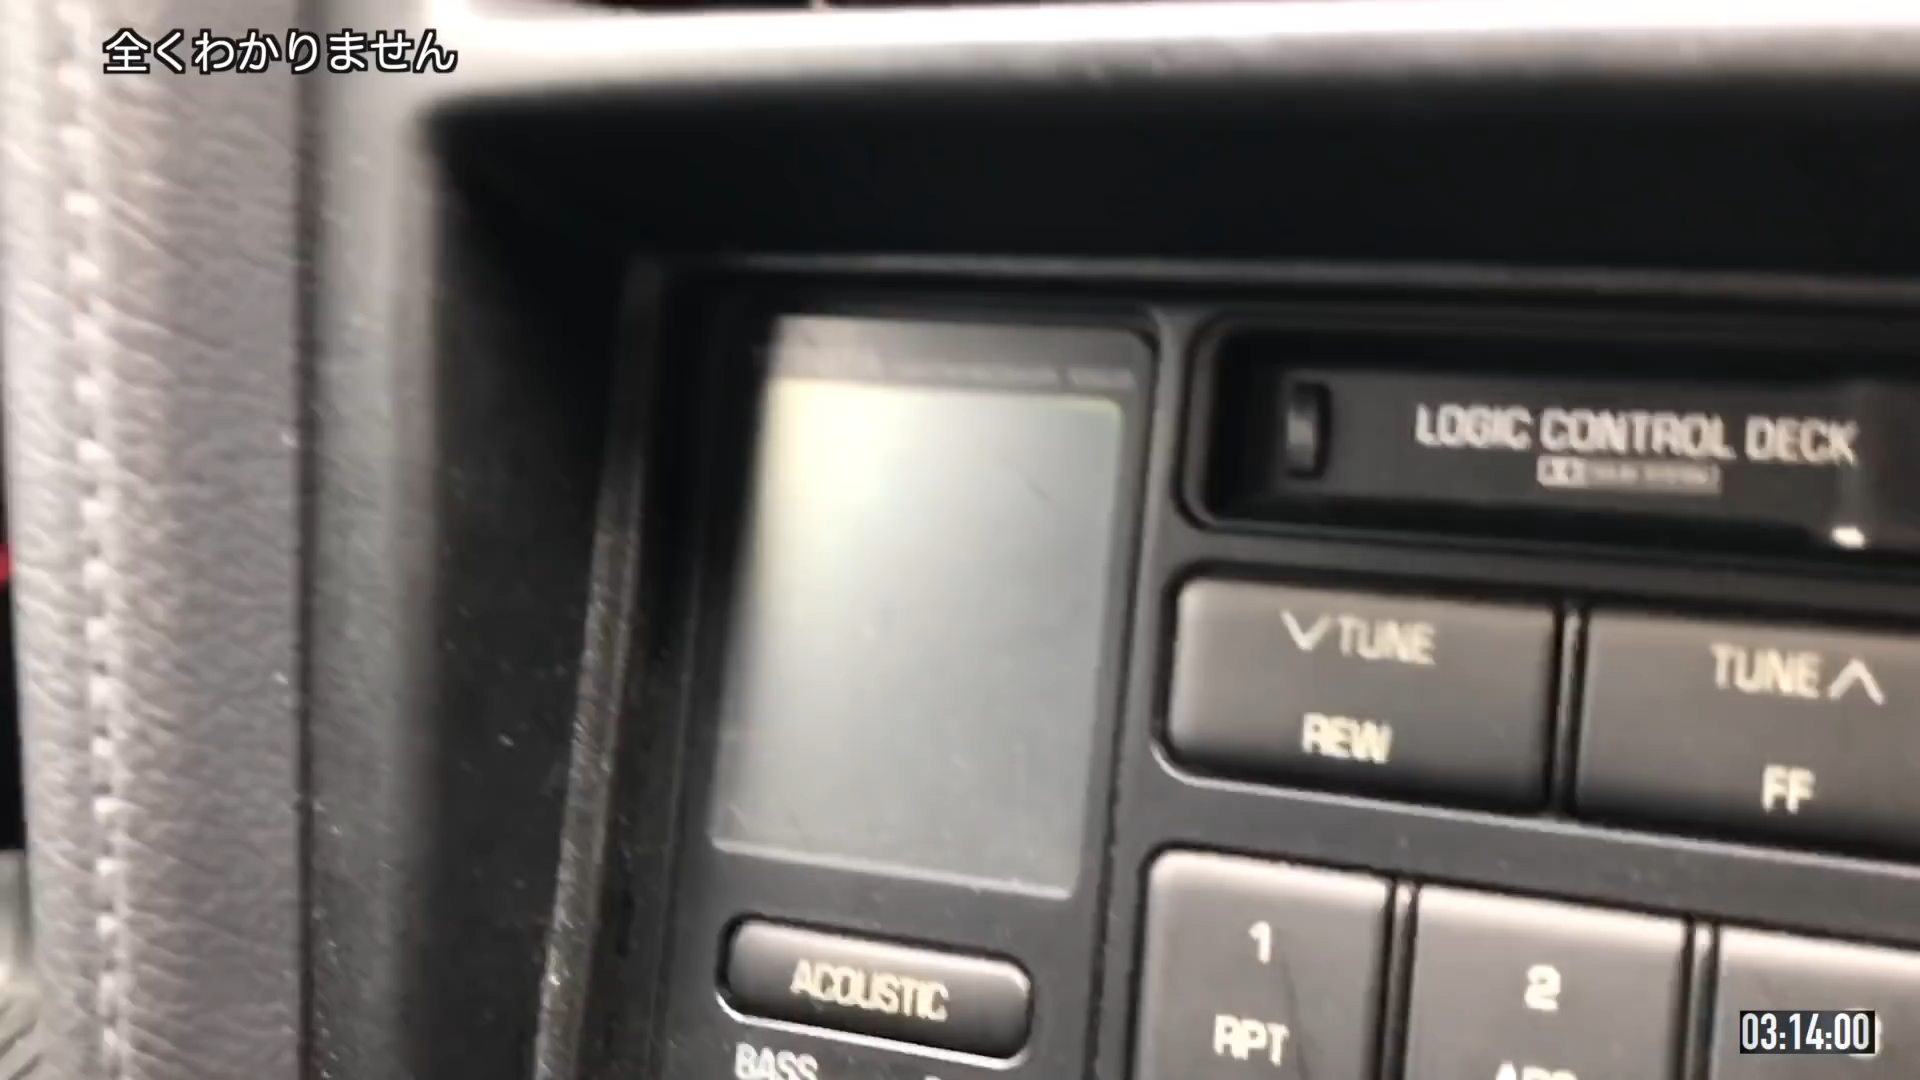 全くわかりません
LOGIC CONTROL DECK
∨TUNE
TUNE∧
REW
FF
1
2
ACOUSTIC
RPT
BASS
03:14:00